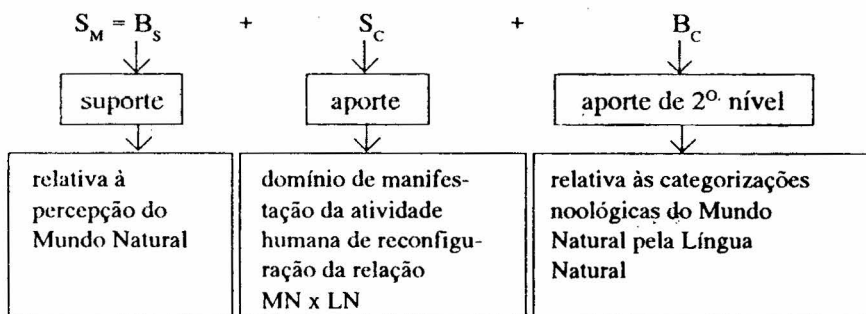 S_M = B_S + S_C + B_C
suporte aporte aporte de 2º nível
relativa à
percepção do
Mundo Natural
domínio de manifes-
tação da atividade
humana de reconfigu-
ração da relação
MN x LN
relativa às categorizações
noológicas do Mundo
Natural pela Língua
Natural